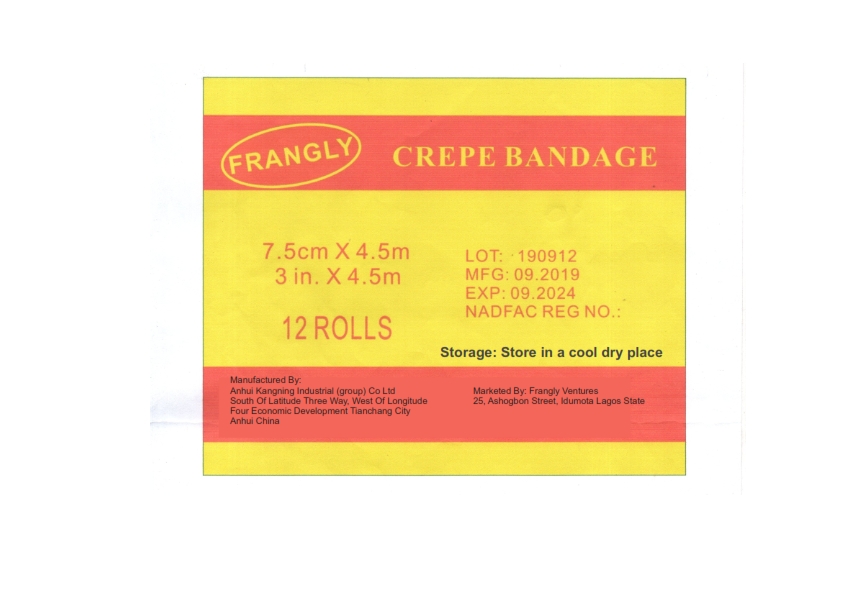 FRANGLY
CREPE BANDAGE
7.5cm X 4.5m
3 in. X 4.5m
12 ROLLS
LOT: 190912
MFG: 09.2019
EXP: 09.2024
NADFAC REG NO.:
Storage: Store in a cool dry place
Manufactured By:
Anhui Kangning Industrial (group) Co Ltd
South Of Latitude Three Way, West Of Longitude
Four Economic Development Tianchang City
Anhui China
Marketed By: Frangly Ventures
25, Ashogbon Street, Idumota Lagos State